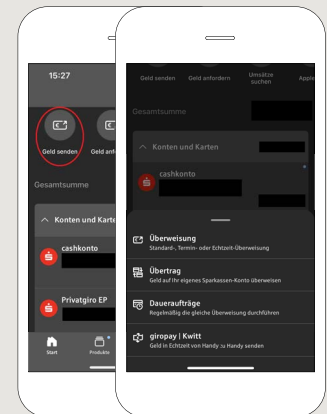 15:27
Geld senden
Geld anf
Gesamtsumme
Konten und Karte
cashkonto
Privatgiro EP
Start
Produkte
Geld senden
Geld anfordern
Umsätze suchen
Apple
Gesamtsumme
Konten und Karten
cashkonto
Überweisung
Standard-, Termin- oder Echtzeit-Überweisung
Übertrag
Geld auf Ihr eigenes Sparkassen-Konto überweisen
Daueraufträge
Regelmäßig die gleiche Überweisung durchführen
giropay | Kwitt
Geld in Echtzeit von Handy zu Handy senden